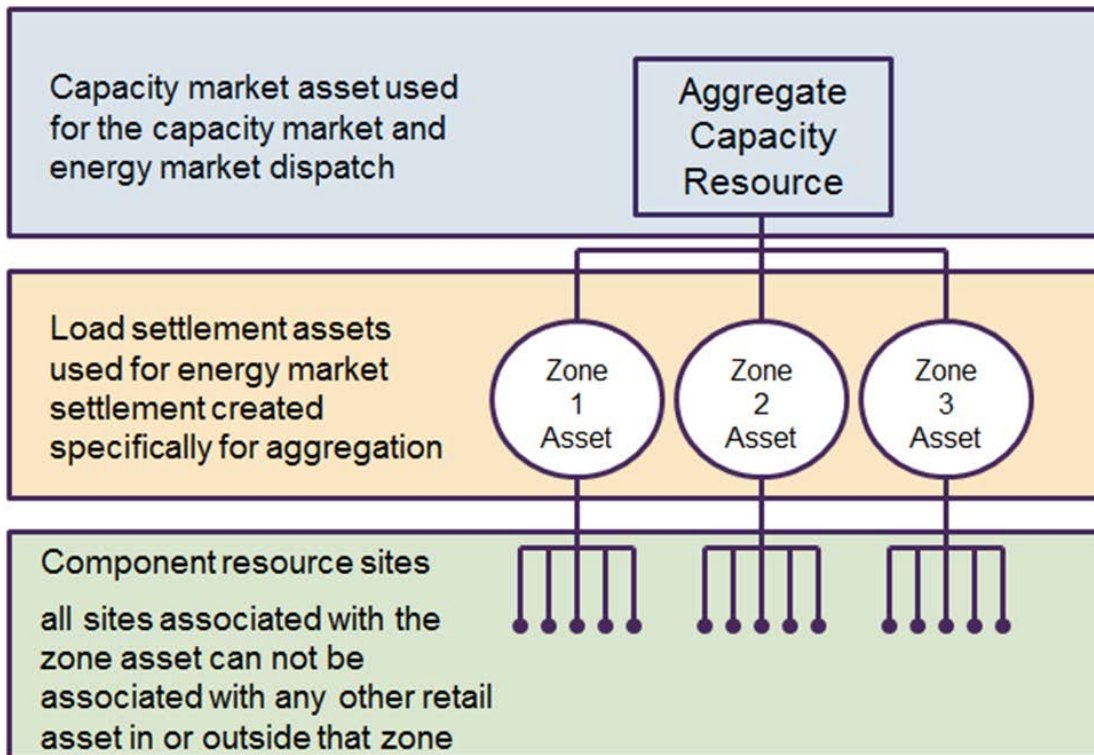 Capacity market asset used
for the capacity market and
energy market dispatch
Aggregate
Capacity
Resource
Load settlement assets
used for energy market
settlement created
specifically for aggregation
Zone
1
Asset
Zone
2
Asset
Zone
3
Asset
Component resource sites
all sites associated with the
zone asset can not be
associated with any other retail
asset in or outside that zone